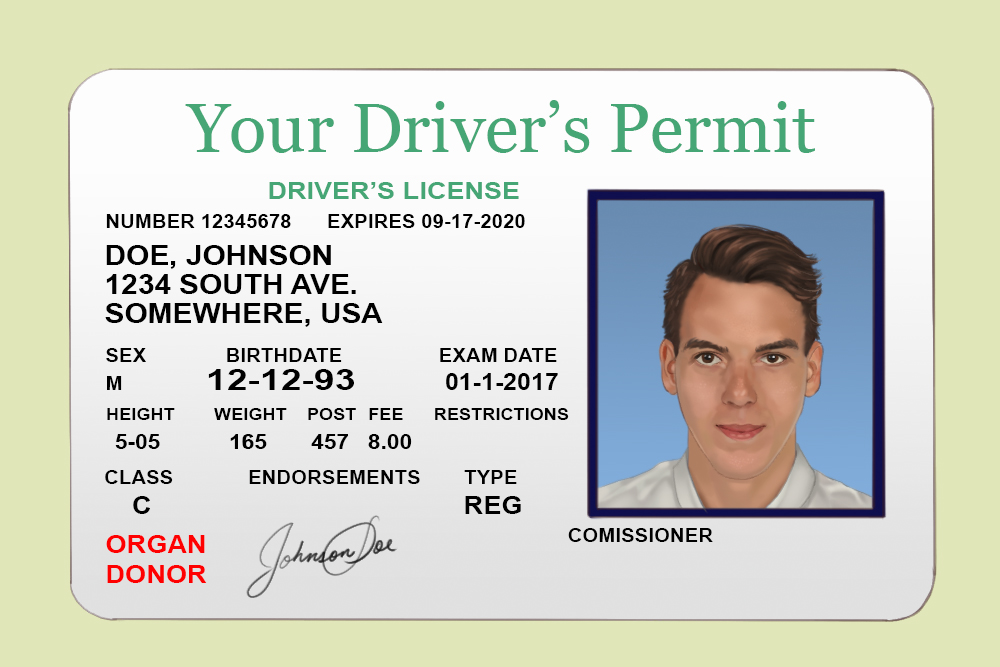 Your Driver’s Permit
DRIVER’S LICENSE
NUMBER 12345678 EXPIRES 09-17-2020
DOE, JOHNSON
1234 SOUTH AVE.
SOMEWHERE, USA
SEX BIRTHDATE EXAM DATE
M 12-12-93 01-1-2017
HEIGHT WEIGHT POST FEE RESTRICTIONS
5-05 165 457 8.00
CLASS ENDORSEMENTS TYPE
C REG
COMISSIONER
ORGAN
DONOR
Johnson Doe